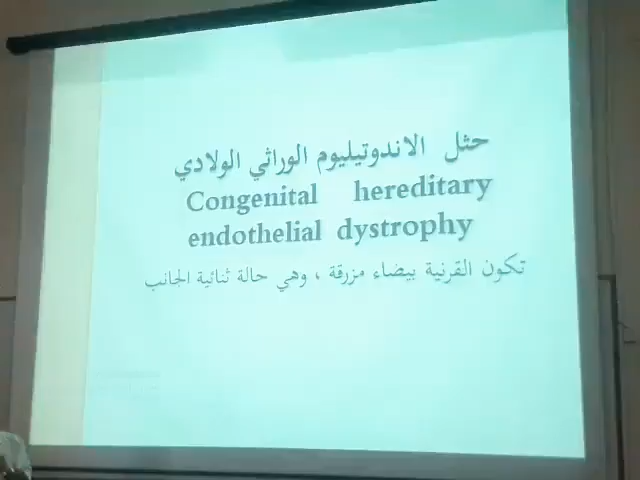 حثل الاندوتيليوم الوراثي الولادي
Congenital hereditary
endothelial dystrophy
تكون القرنية بيضاء مزرقة ، وهي حالة ثنائية الجانب